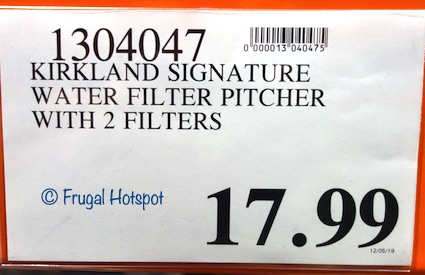 1304047
0 000013 040475
KIRKLAND SIGNATURE
WATER FILTER PITCHER
WITH 2 FILTERS
© Frugal Hotspot
17.99
12/05/19